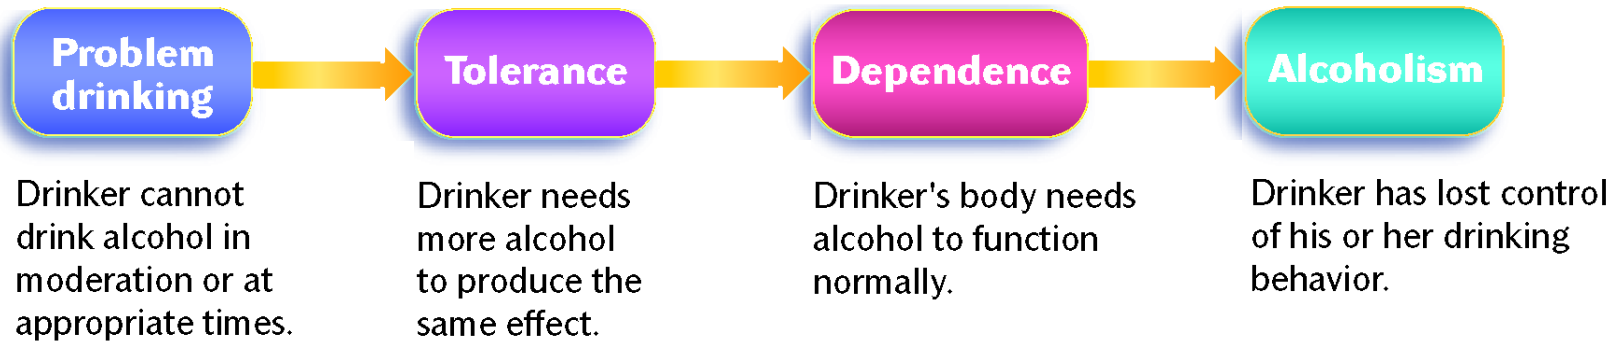 Problem
drinking
Tolerance
Dependence
Alcoholism
Drinker cannot
drink alcohol in
moderation or at
appropriate times.
Drinker needs
more alcohol
to produce the
same effect.
Drinker's body needs
alcohol to function
normally.
Drinker has lost control
of his or her drinking
behavior.